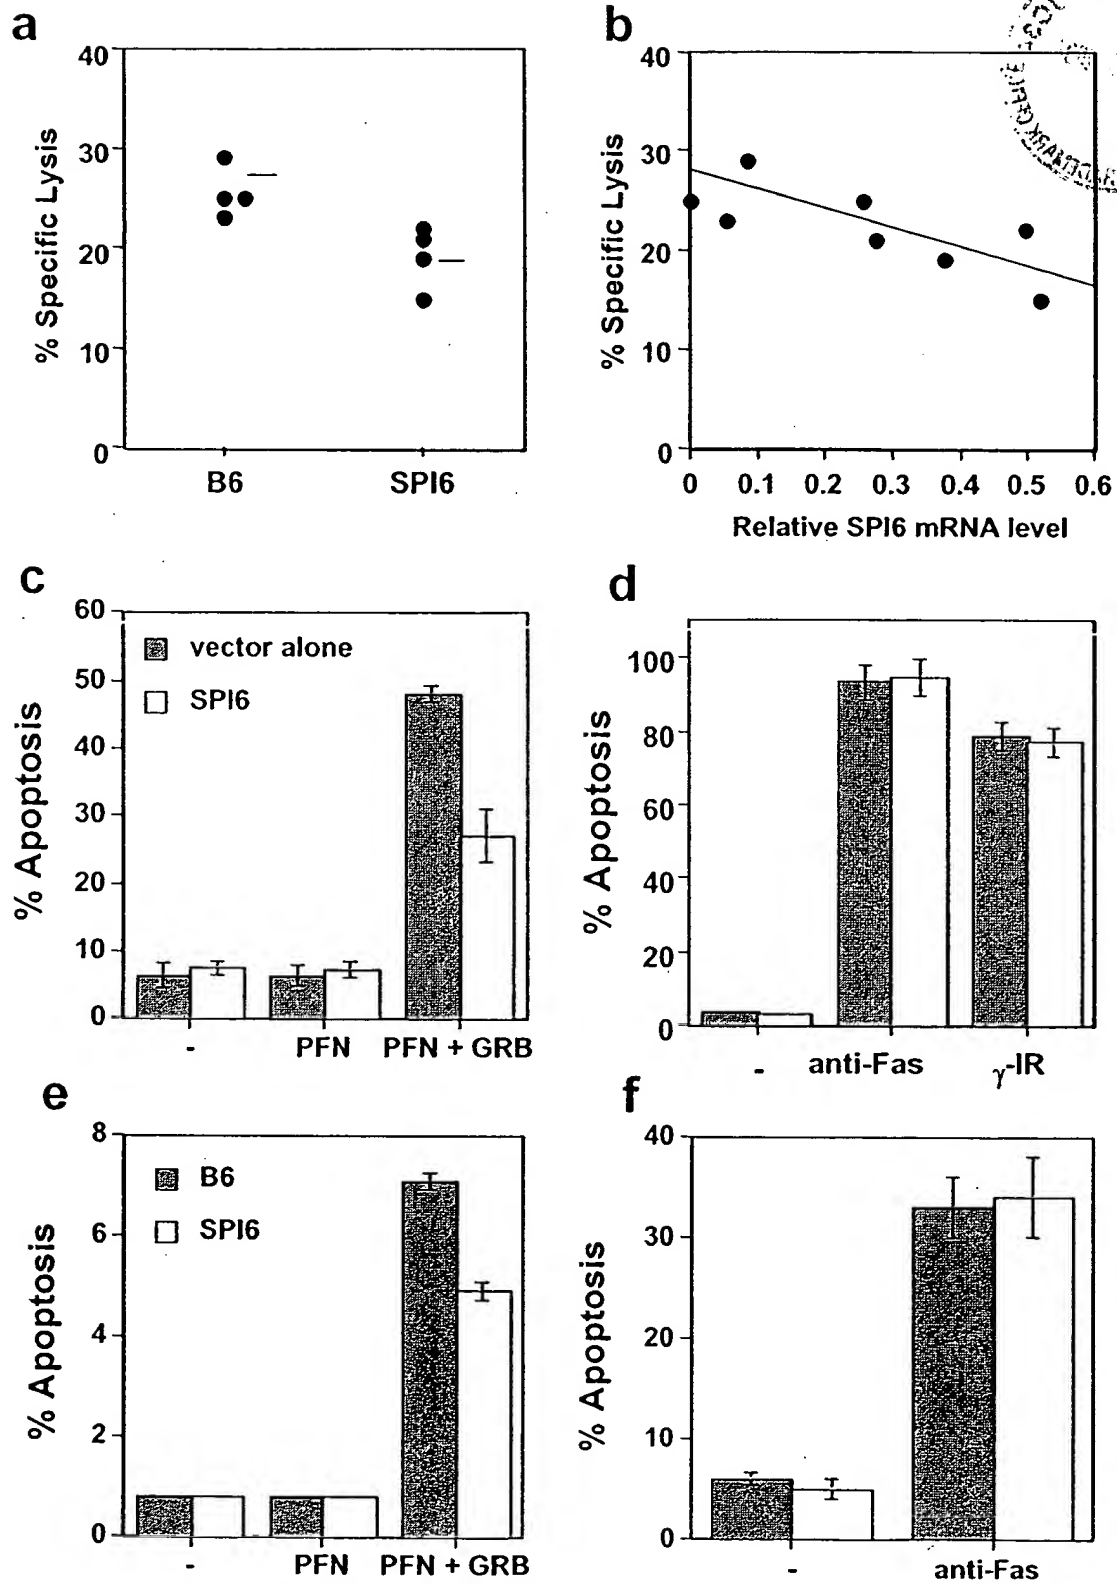 a
40
30
20
10
0
% Specific Lysis
B6 SPI6
b
40
30
20
10
0
% Specific Lysis
0 0.1 0.2 0.3 0.4 0.5 0.6
Relative SPI6 mRNA level
c
60
50
40
30
20
10
0
% Apoptosis
vector alone
SPI6
- PFN PFN + GRB
d
100
80
60
40
20
0
% Apoptosis
- anti-Fas γ-IR
e
8
6
4
2
0
% Apoptosis
B6
SPI6
- PFN PFN + GRB
f
40
30
20
10
0
% Apoptosis
- anti-Fas